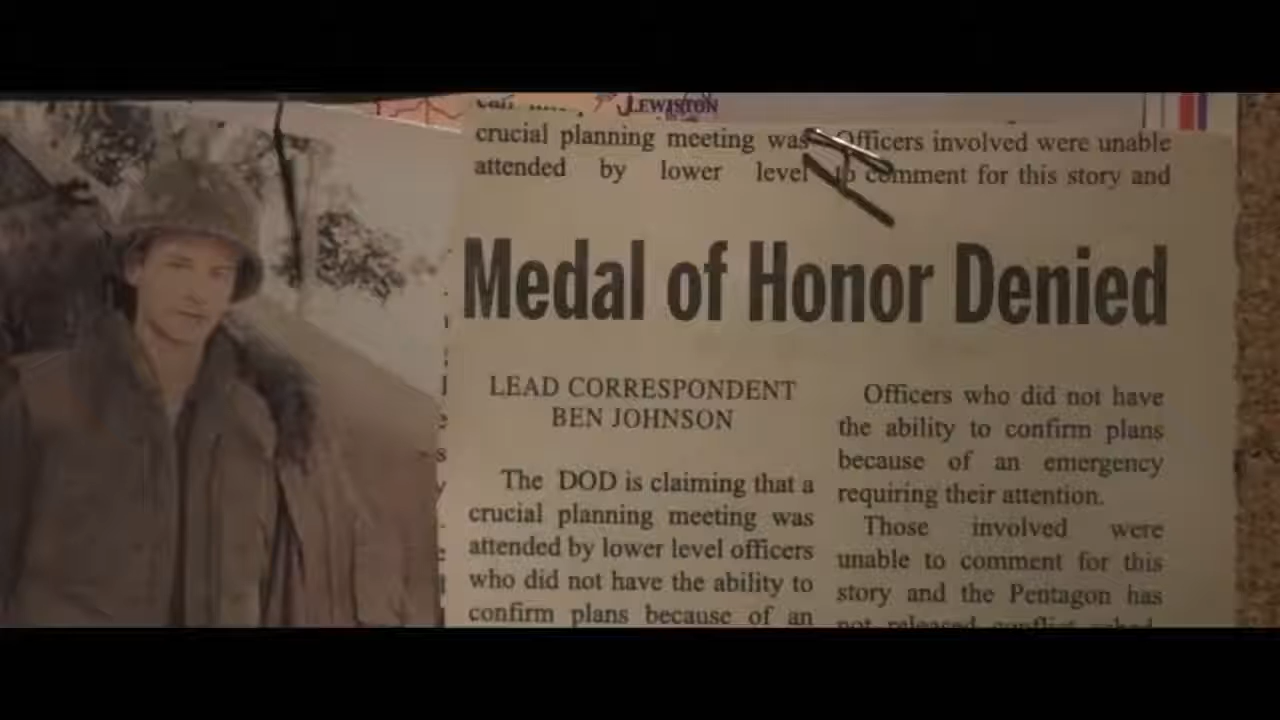 LEWISTON
crucial planning meeting was
attended by lower level
Officers involved were unable
to comment for this story and
Medal of Honor Denied
LEAD CORRESPONDENT
BEN JOHNSON
The DOD is claiming that a
crucial planning meeting was
attended by lower level officers
who did not have the ability to
confirm plans because of an
Officers who did not have
the ability to confirm plans
because of an emergency
requiring their attention.
Those involved were
unable to comment for this
story and the Pentagon has
not released conflict